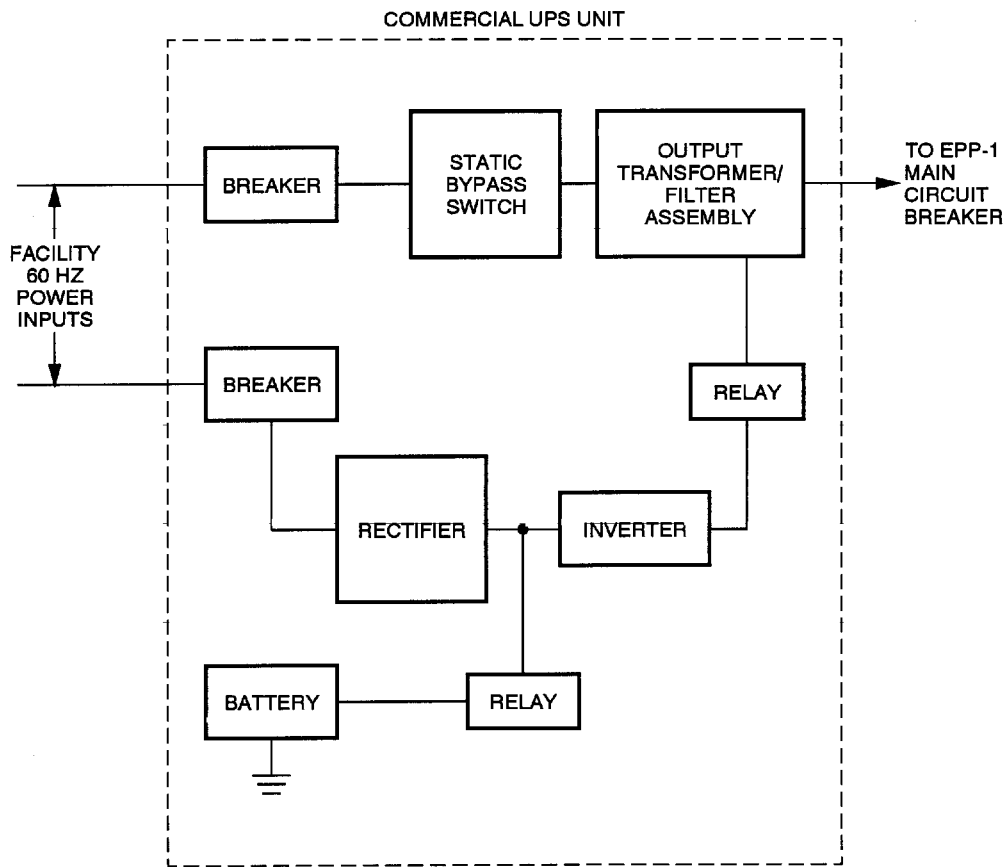 COMMERCIAL UPS UNIT
BREAKER
STATIC
BYPASS
SWITCH
OUTPUT
TRANSFORMER/
FILTER
ASSEMBLY
TO EPP-1
MAIN
CIRCUIT
BREAKER
FACILITY
60 HZ
POWER
INPUTS
BREAKER
RELAY
RECTIFIER
INVERTER
BATTERY
RELAY